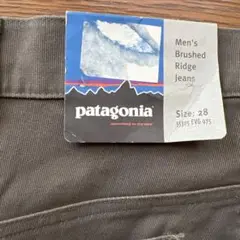 Men's
Brushed
Ridge
Jeans
patagonia
Size: 28